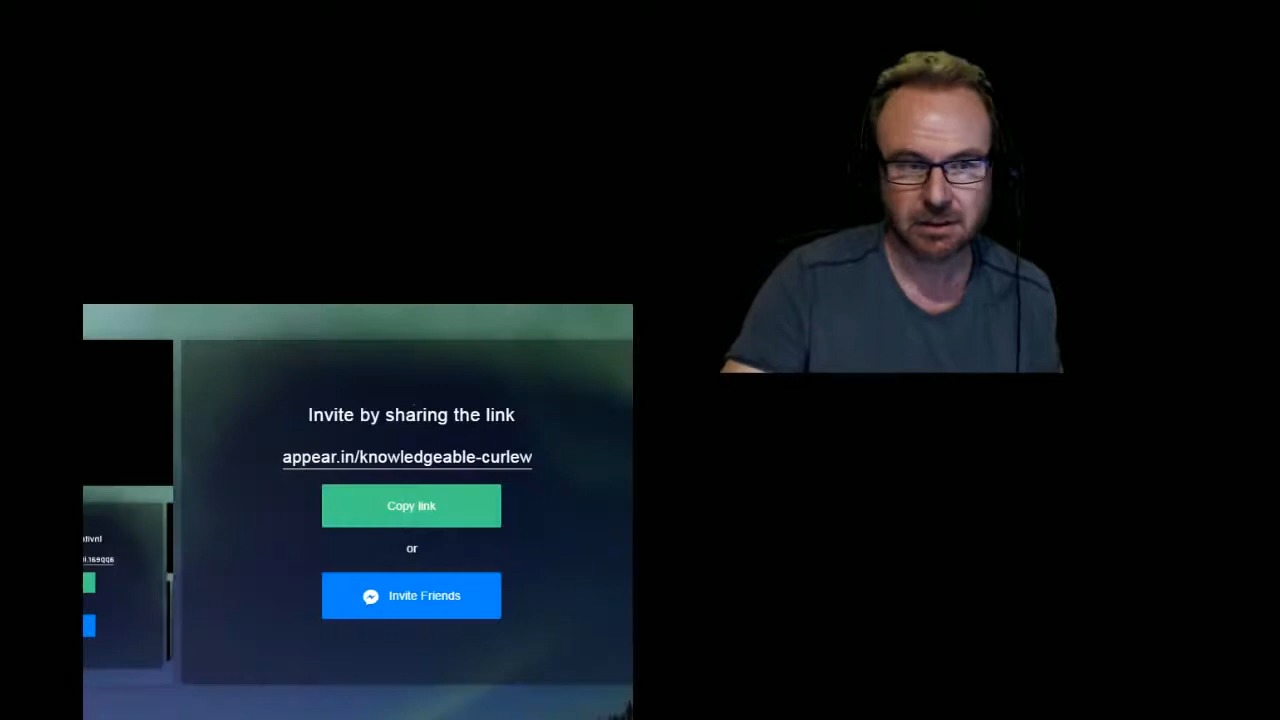 Invite by sharing the link
appear.in/knowledgeable-curlew
Copy link
or
Invite Friends